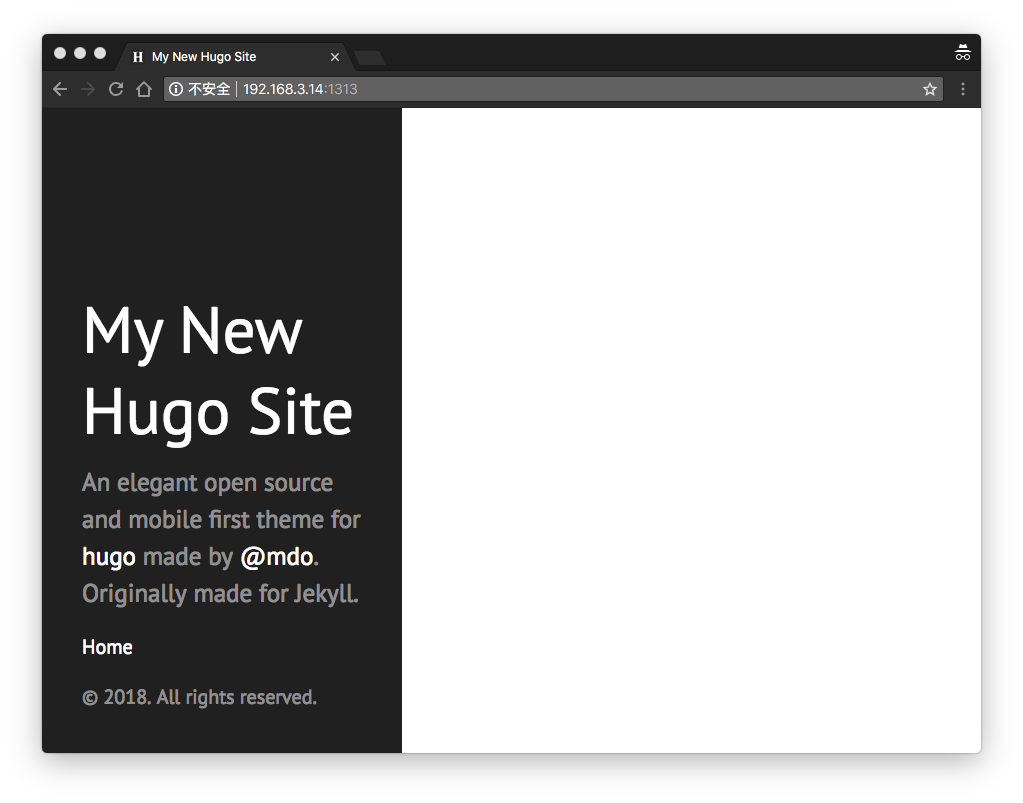 H My New Hugo Site
不安全 192.168.3.14:1313
My New
Hugo Site
An elegant open source
and mobile first theme for
hugo made by @mdo.
Originally made for Jekyll.
Home
© 2018. All rights reserved.